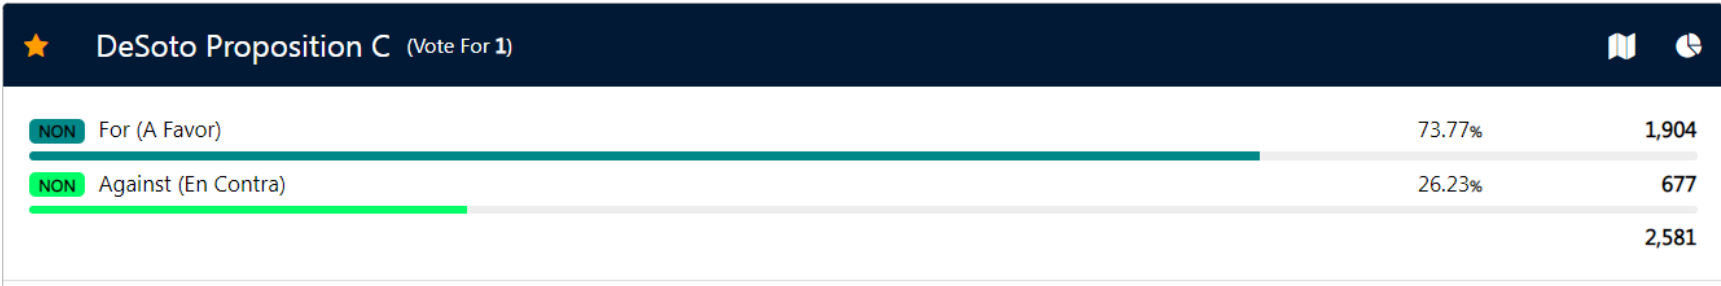 DeSoto Proposition C (Vote For 1)
NON For (A Favor) 73.77% 1,904
NON Against (En Contra) 26.23% 677
2,581